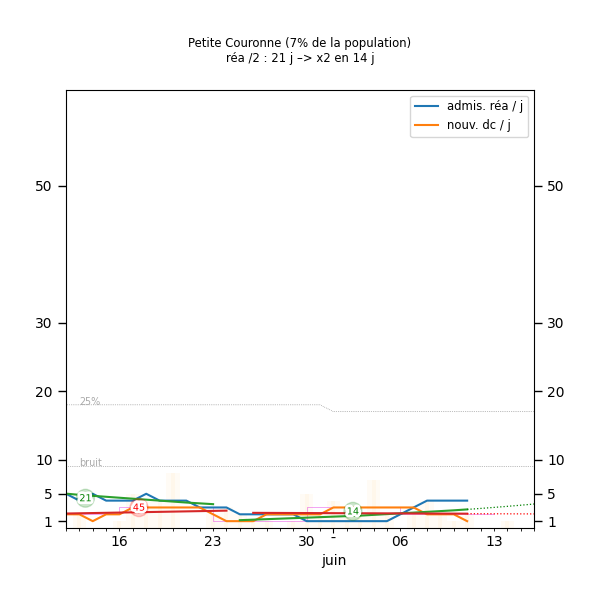 Petite Couronne (7% de la population)
réa /2 : 21 j –> x2 en 14 j
admis. réa / j
nouv. dc / j
50 50
30 30
20 20
25%
10 10
bruit
5 5
21
45
14
1 1
16 23 30 - 06 13
juin